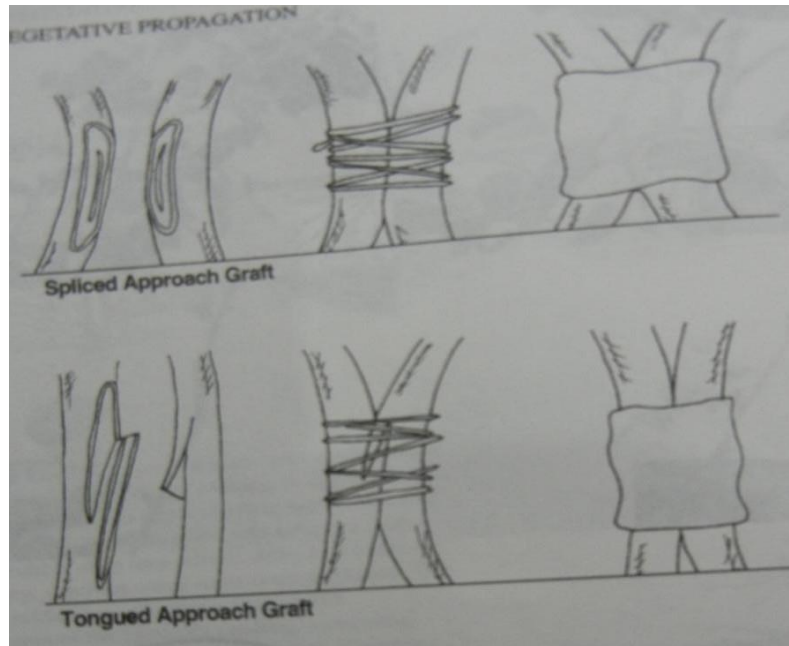 EGETATIVE PROPAGATION
Spliced Approach Graft
Tongued Approach Graft